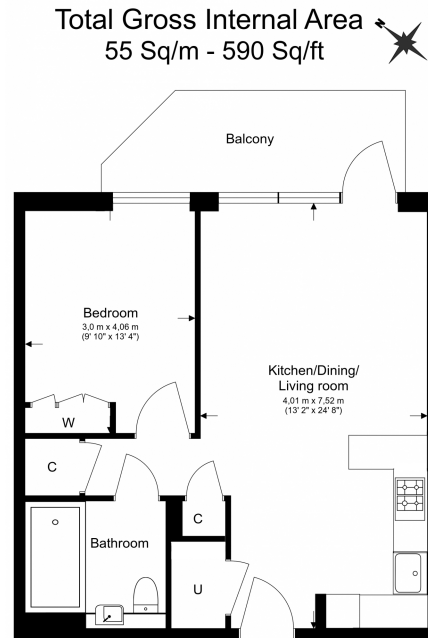 Total Gross Internal Area
55 Sq/m - 590 Sq/ft
N
Balcony
Bedroom
3,0 m x 4,06 m
(9' 10" x 13' 4")
Kitchen/Dining/
Living room
4,01 m x 7,52 m
(13' 2" x 24' 8")
W
C
C
Bathroom
U